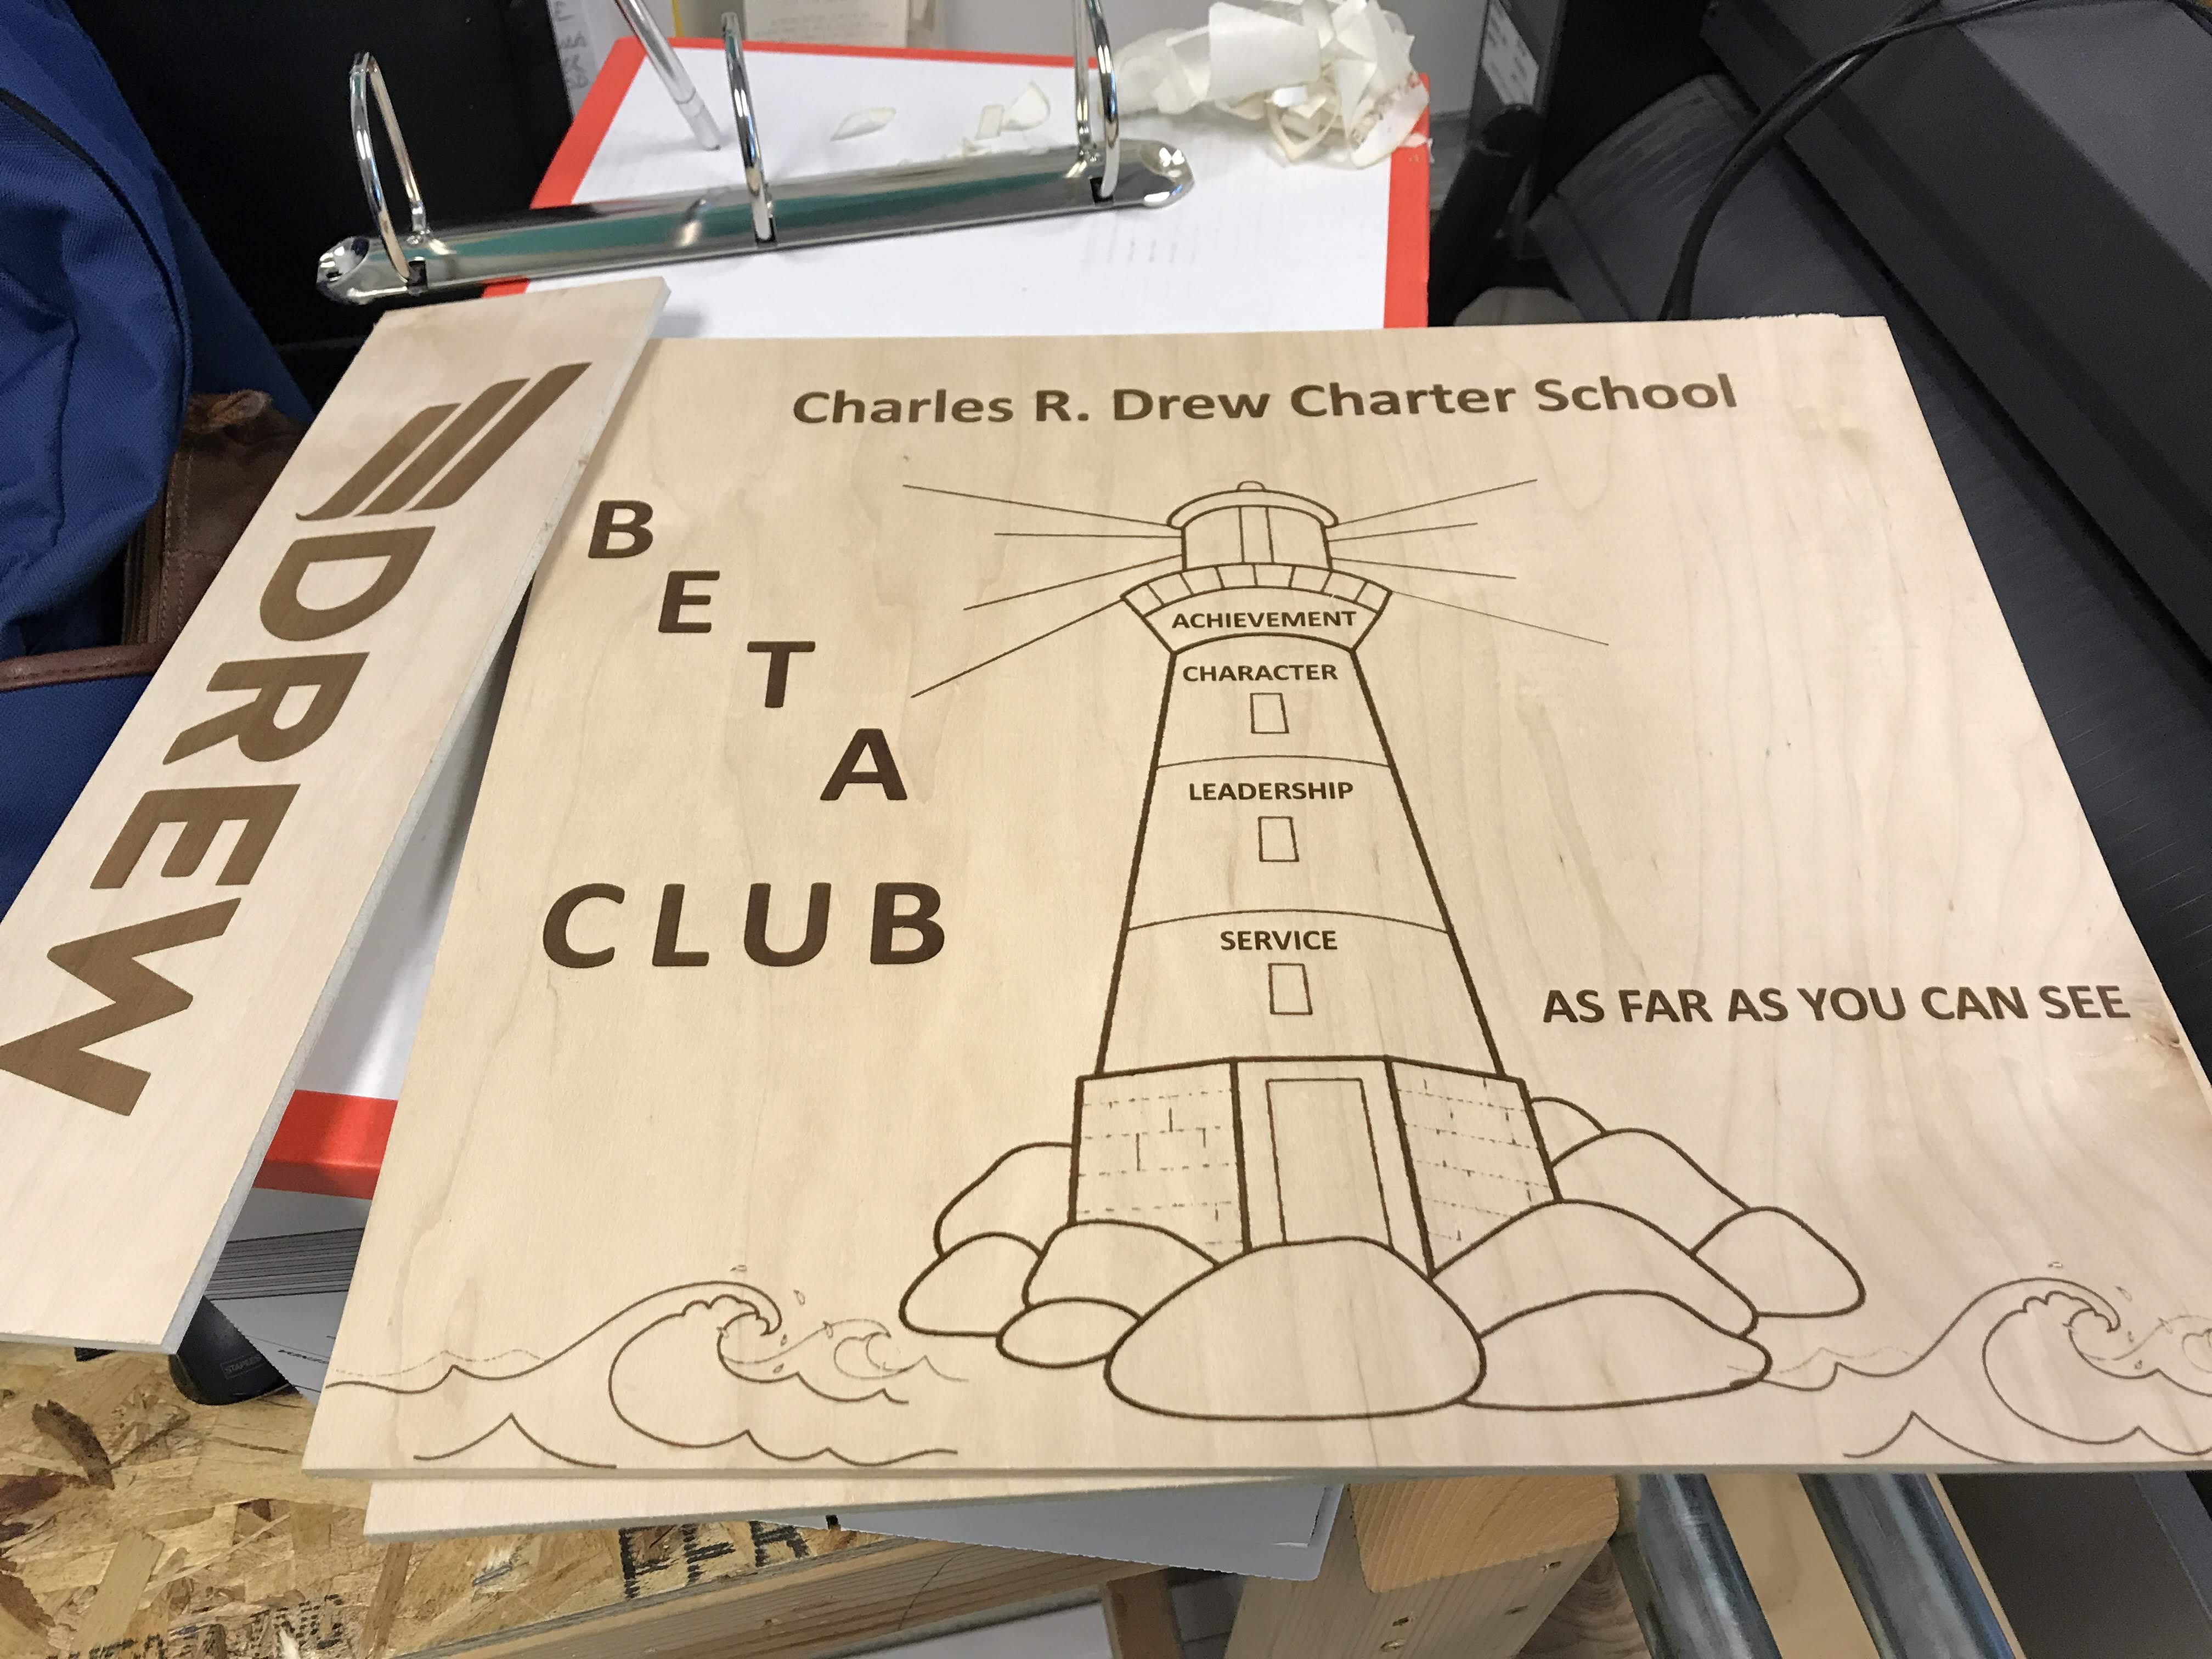 DREW
Charles R. Drew Charter School
B
E
T
A
CLUB
ACHIEVEMENT
CHARACTER
LEADERSHIP
SERVICE
AS FAR AS YOU CAN SEE